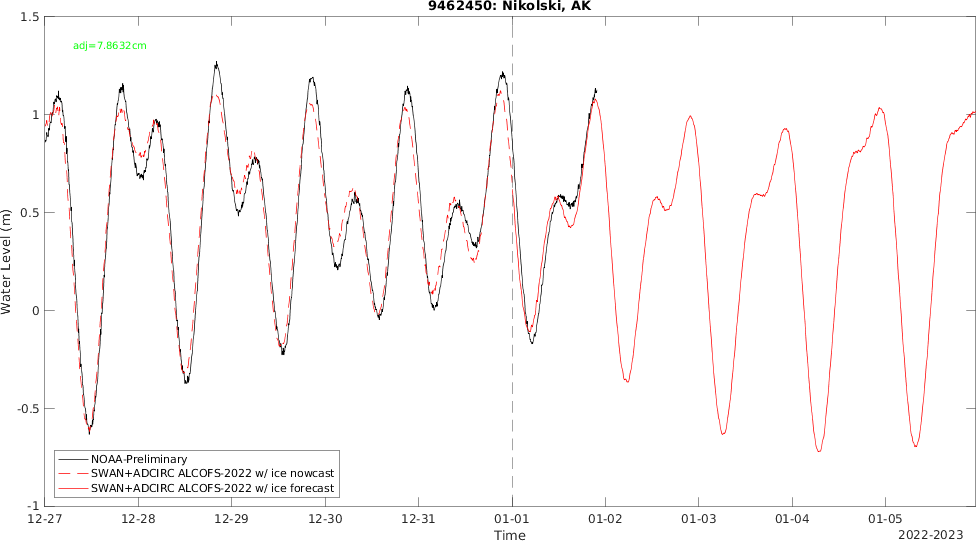 9462450: Nikolski, AK
adj=7.8632cm
1.5
1
0.5
0
-0.5
-1
Water Level (m)
NOAA-Preliminary
SWAN+ADCIRC ALCOFS-2022 w/ ice nowcast
SWAN+ADCIRC ALCOFS-2022 w/ ice forecast
12-27 12-28 12-29 12-30 12-31 01-01 01-02 01-03 01-04 01-05
Time
2022-2023